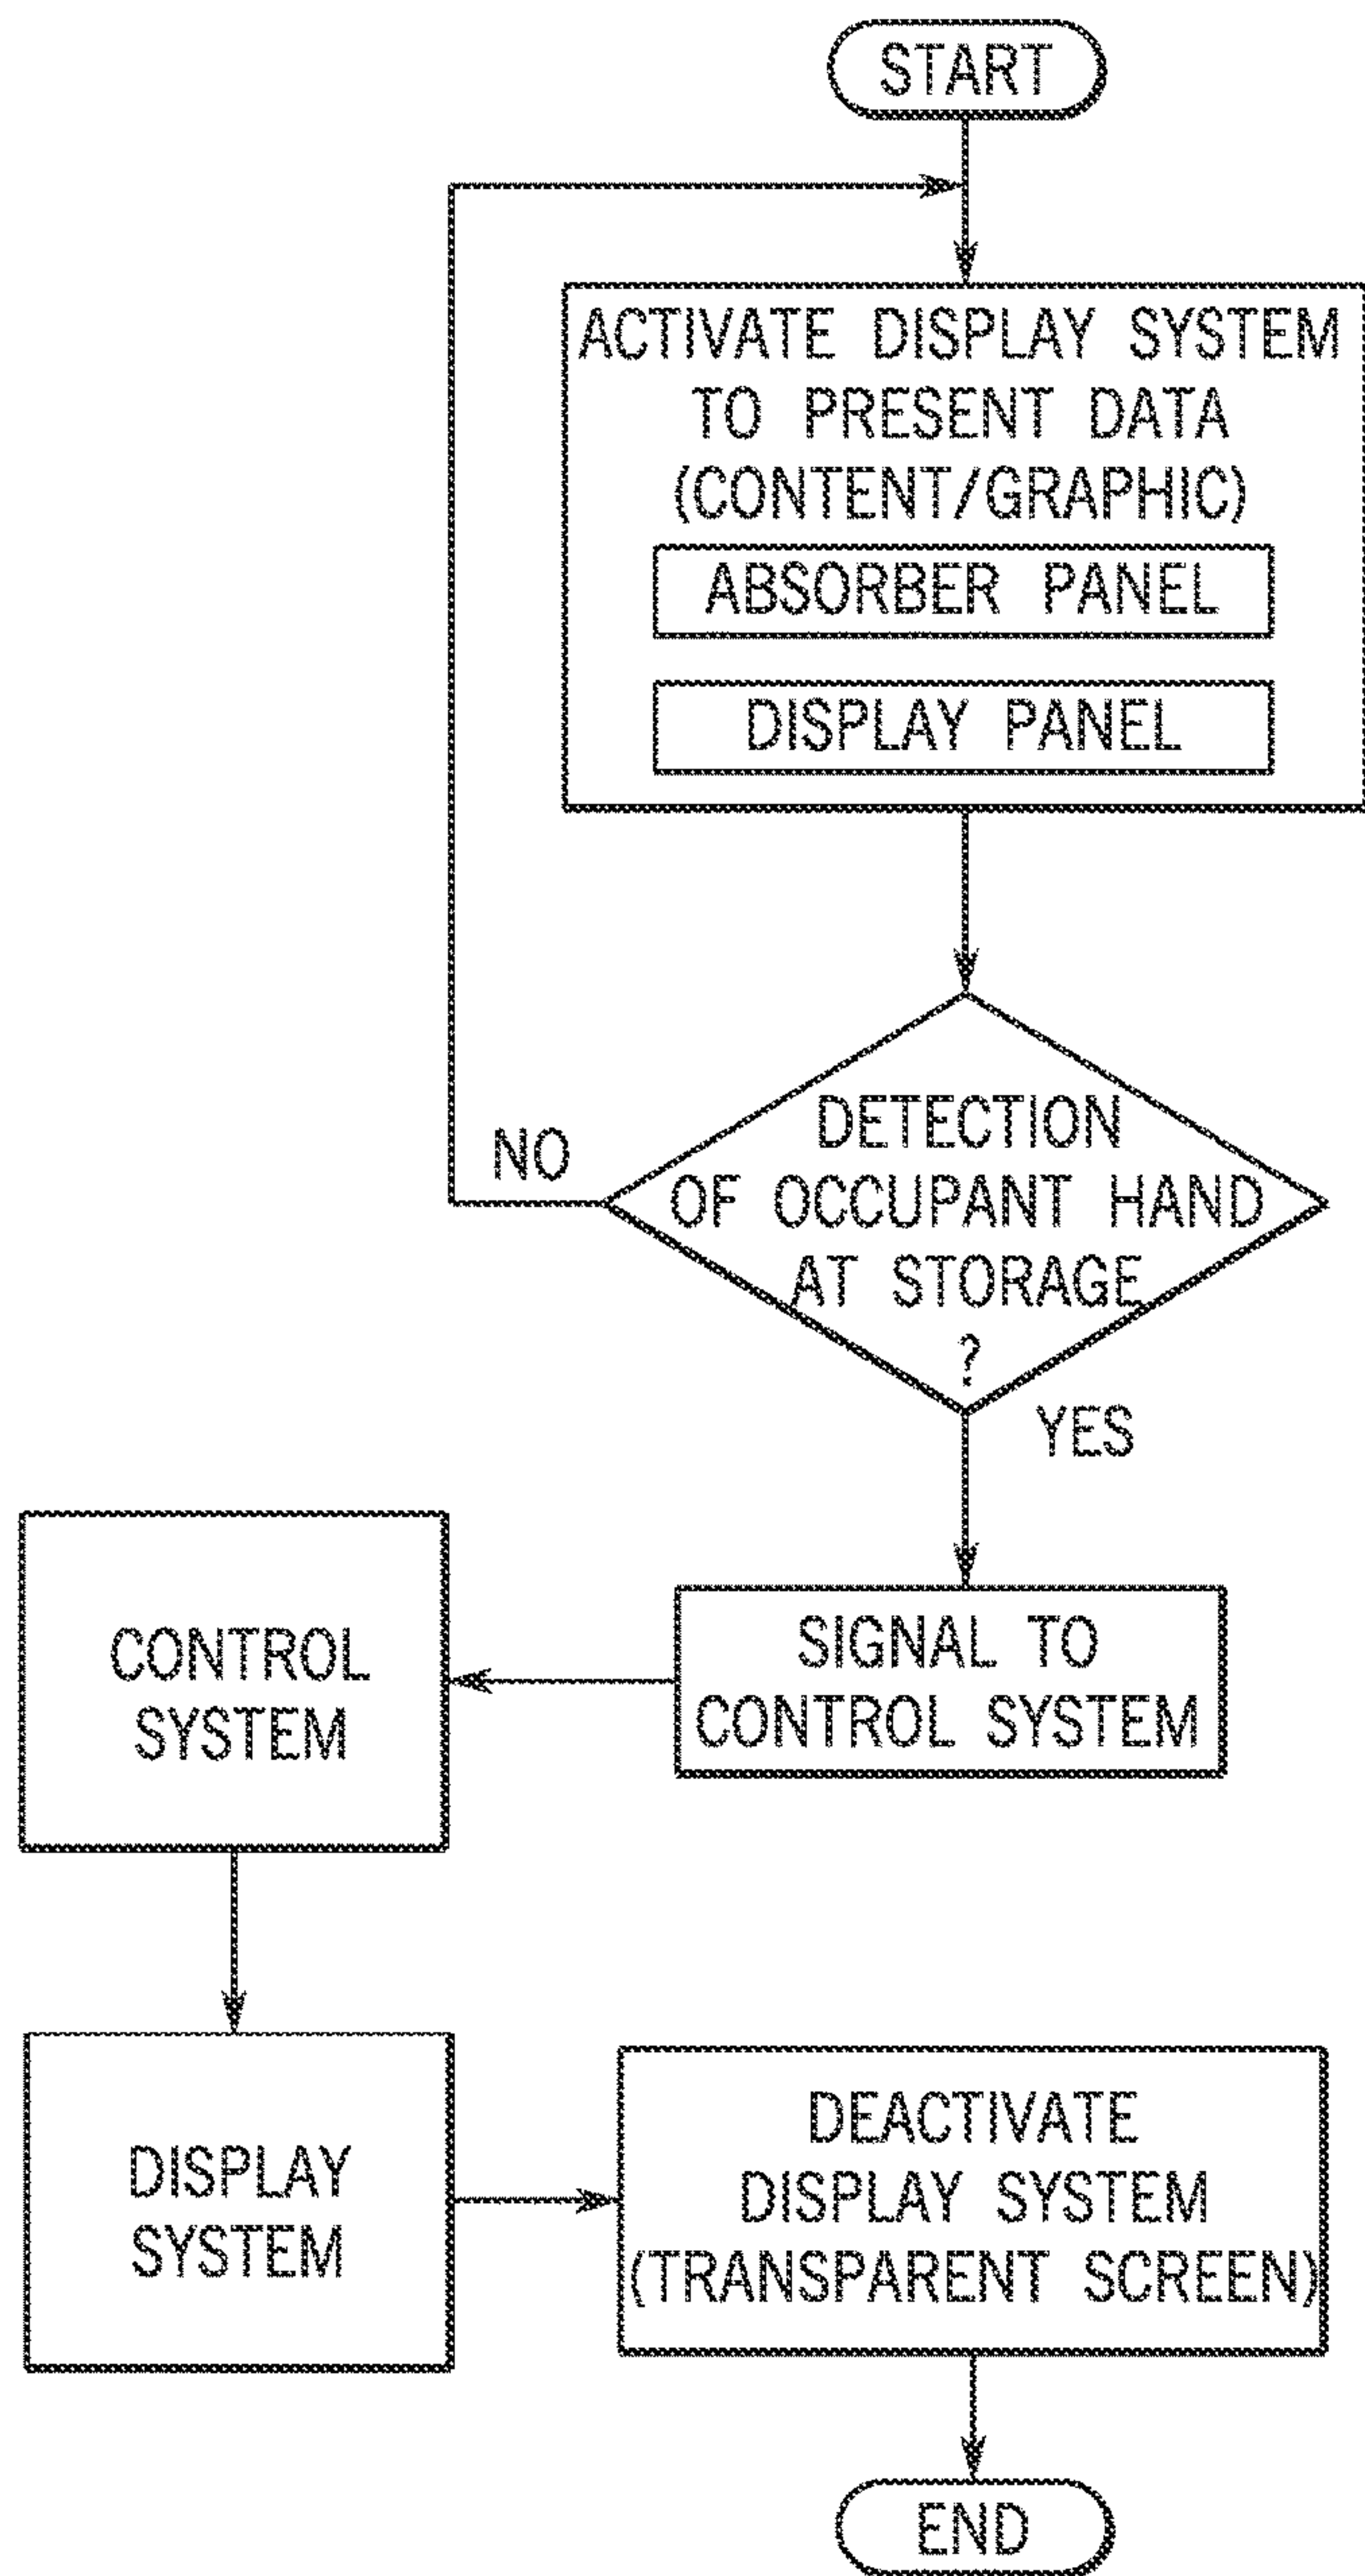 START
ACTIVATE DISPLAY SYSTEM
TO PRESENT DATA
(CONTENT/GRAPHIC)
ABSORBER PANEL
DISPLAY PANEL
DETECTION
OF OCCUPANT HAND
AT STORAGE
?
NO
YES
SIGNAL TO
CONTROL SYSTEM
CONTROL
SYSTEM
DISPLAY
SYSTEM
DEACTIVATE
DISPLAY SYSTEM
(TRANSPARENT SCREEN)
END